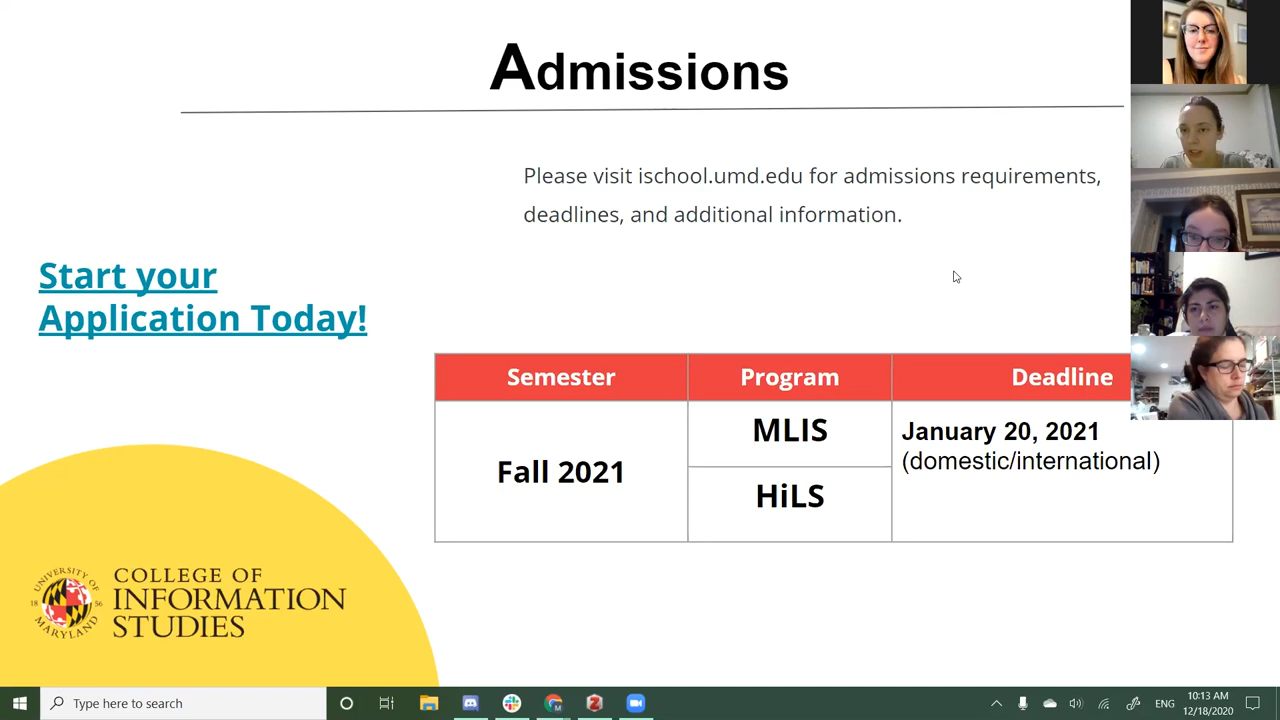 Admissions
Please visit ischool.umd.edu for admissions requirements,
deadlines, and additional information.
Start your
Application Today!
Semester Program Deadline
Fall 2021
MLIS
HiLS
January 20, 2021
(domestic/international)
UNIVERSITY OF
18 56
MARYLAND
COLLEGE OF
INFORMATION
STUDIES
Type here to search
ENG
10:13 AM
12/18/2020